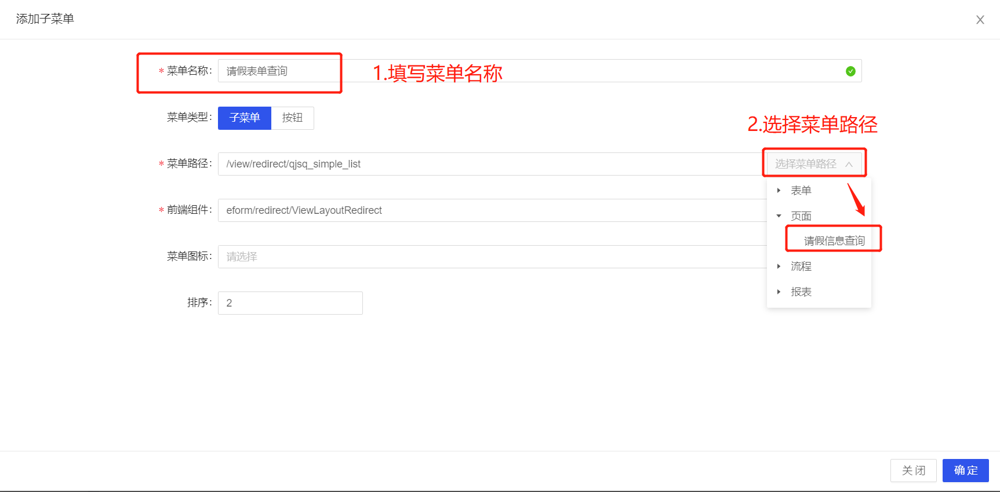 添加子菜单
* 菜单名称: 请假表单查询
1.填写菜单名称
菜单类型: 子菜单 按钮
2.选择菜单路径
* 菜单路径: /view/redirect/qjsq_simple_list 选择菜单路径
表单
* 前端组件: eform/redirect/ViewLayoutRedirect
页面
请假信息查询
菜单图标: 请选择
流程
报表
排序: 2
关 闭 确 定